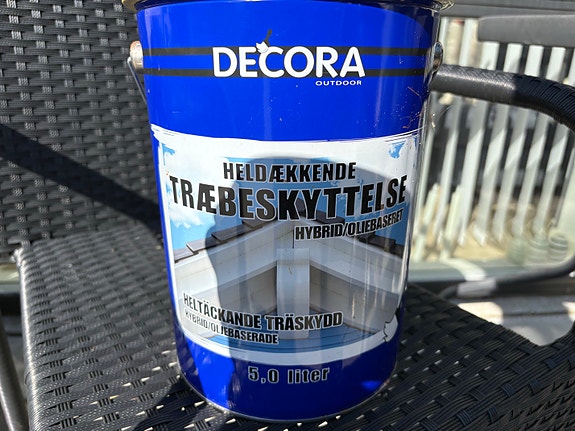 DECORA
OUTDOOR
HELDÆKKENDE
TRÆBESKYTTELSE
HYBRID/OLIEBASERET
HELTÄCKANDE TRÄSKYDD
HYBRID/OLJEBASERADE
5,0 liter